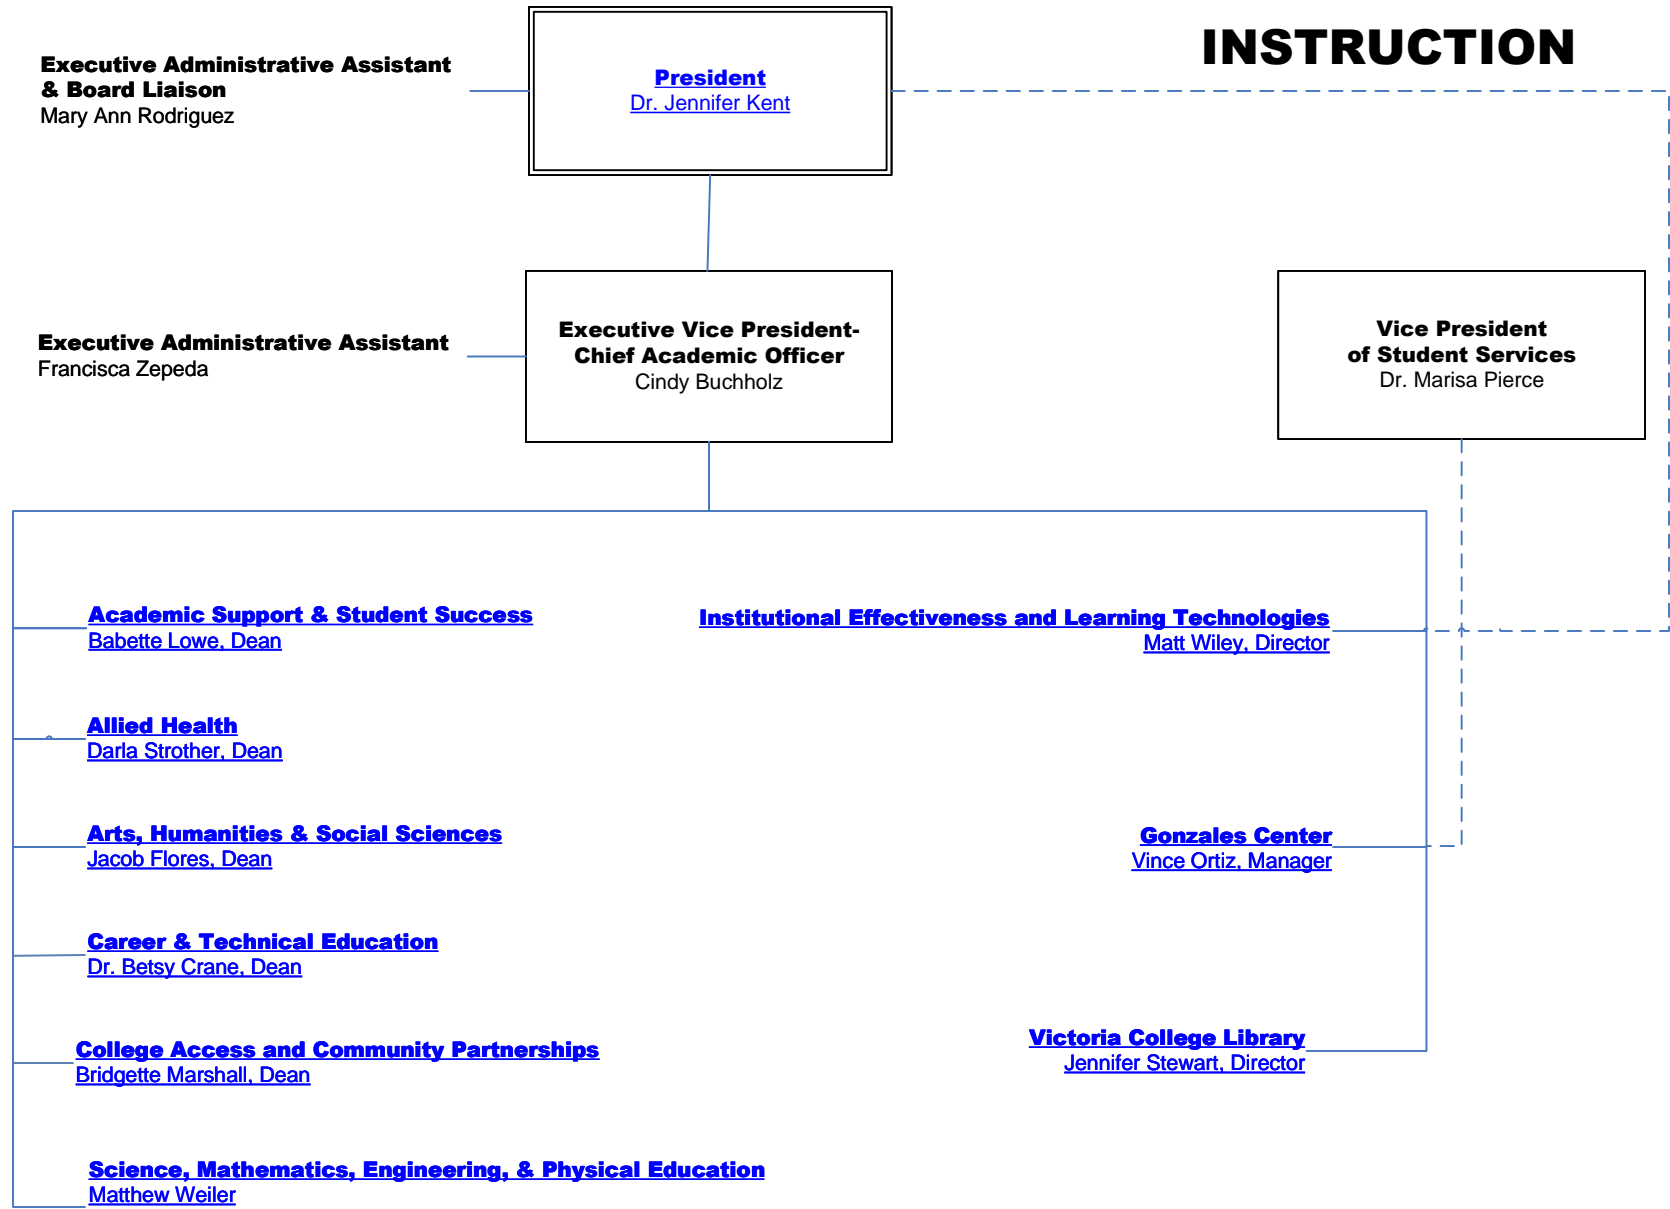 INSTRUCTION
Executive Administrative Assistant
& Board Liaison
Mary Ann Rodriguez
President
Dr. Jennifer Kent
Executive Administrative Assistant
Francisca Zepeda
Executive Vice President-
Chief Academic Officer
Cindy Buchholz
Vice President
of Student Services
Dr. Marisa Pierce
Academic Support & Student Success
Babette Lowe, Dean
Allied Health
Darla Strother, Dean
Arts, Humanities & Social Sciences
Jacob Flores, Dean
Career & Technical Education
Dr. Betsy Crane, Dean
College Access and Community Partnerships
Bridgette Marshall, Dean
Science, Mathematics, Engineering, & Physical Education
Matthew Weiler
Institutional Effectiveness and Learning Technologies
Matt Wiley, Director
Gonzales Center
Vince Ortiz, Manager
Victoria College Library
Jennifer Stewart, Director